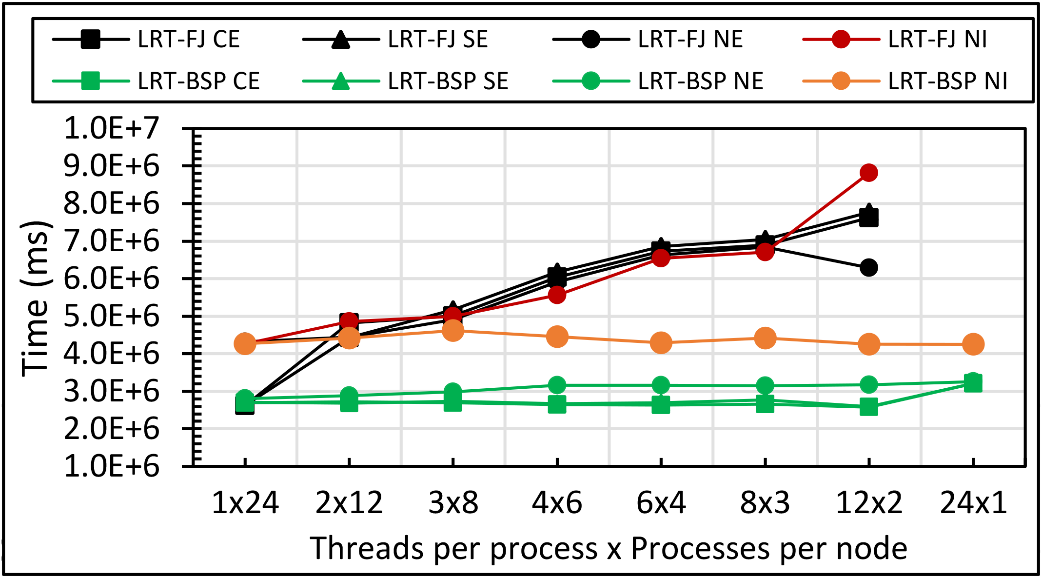 LRT-FJ CE LRT-FJ SE LRT-FJ NE LRT-FJ NI
LRT-BSP CE LRT-BSP SE LRT-BSP NE LRT-BSP NI
1.0E+7
9.0E+6
8.0E+6
7.0E+6
6.0E+6
5.0E+6
4.0E+6
3.0E+6
2.0E+6
1.0E+6
Time (ms)
1x24 2x12 3x8 4x6 6x4 8x3 12x2 24x1
Threads per process x Processes per node